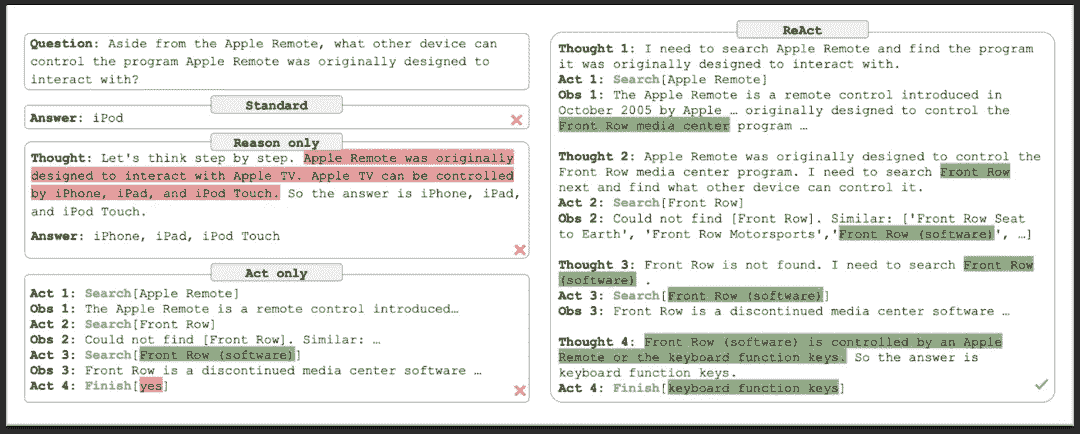 Question: Aside from the Apple Remote, what other device can
control the program Apple Remote was originally designed to
interact with?
Standard
Answer: iPod
Reason only
Thought: Let's think step by step. Apple Remote was originally
designed to interact with Apple TV. Apple TV can be controlled
by iPhone, iPad, and iPod Touch. So the answer is iPhone, iPad,
and iPod Touch.
Answer: iPhone, iPad, iPod Touch
Act only
Act 1: Search[Apple Remote]
Obs 1: The Apple Remote is a remote control introduced…
Act 2: Search[Front Row]
Obs 2: Could not find [Front Row]. Similar: …
Act 3: Search[Front Row (software)]
Obs 3: Front Row is a discontinued media center software …
Act 4: Finish[yes]
ReAct
Thought 1: I need to search Apple Remote and find the program
it was originally designed to interact with.
Act 1: Search[Apple Remote]
Obs 1: The Apple Remote is a remote control introduced in
October 2005 by Apple … originally designed to control the
Front Row media center program …
Thought 2: Apple Remote was originally designed to control the
Front Row media center program. I need to search Front Row
next and find what other device can control it.
Act 2: Search[Front Row]
Obs 2: Could not find [Front Row]. Similar: ['Front Row Seat
to Earth', 'Front Row Motorsports','Front Row (software)', …]
Thought 3: Front Row is not found. I need to search Front Row
(software) .
Act 3: Search[Front Row (software)]
Obs 3: Front Row is a discontinued media center software …
Thought 4: Front Row (software) is controlled by an Apple
Remote or the keyboard function keys. So the answer is
keyboard function keys.
Act 4: Finish[keyboard function keys]